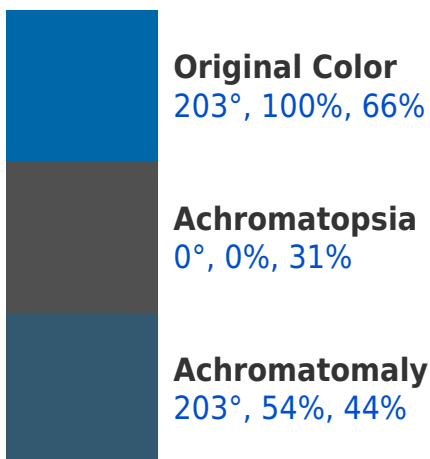 Original Color
203°, 100%, 66%
Achromatopsia
0°, 0%, 31%
Achromatomaly
203°, 54%, 44%